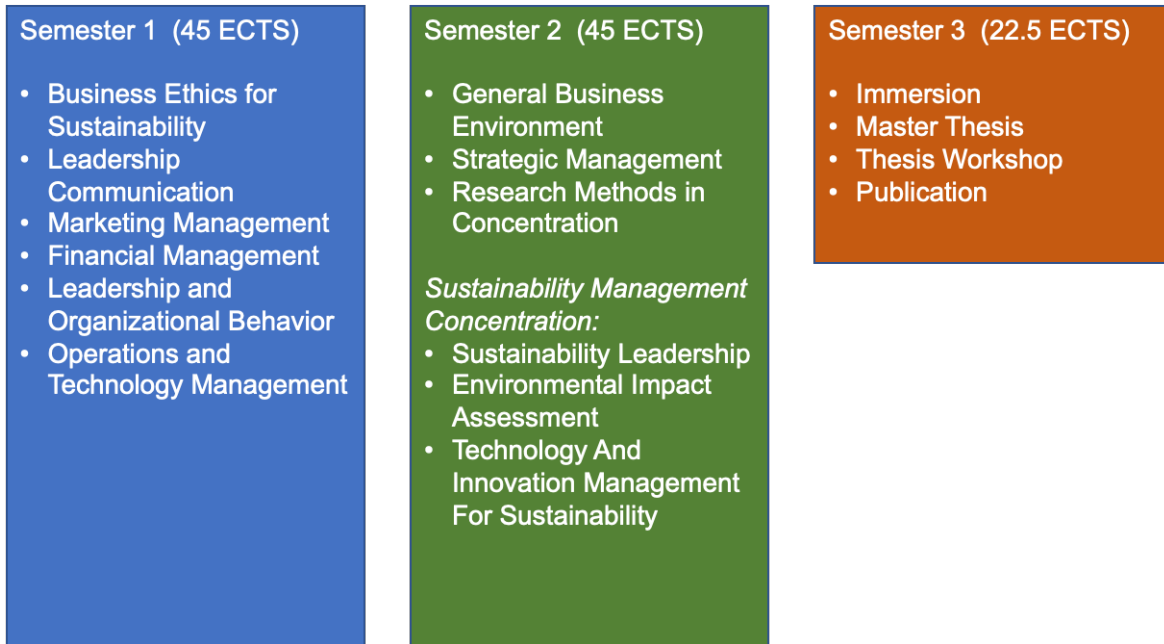 Semester 1  (45 ECTS)
• Business Ethics for
Sustainability
• Leadership
Communication
• Marketing Management
• Financial Management
• Leadership and
Organizational Behavior
• Operations and
Technology Management
Semester 2  (45 ECTS)
• General Business
Environment
• Strategic Management
• Research Methods in
Concentration
Sustainability Management
Concentration:
• Sustainability Leadership
• Environmental Impact
Assessment
• Technology And
Innovation Management
For Sustainability
Semester 3  (22.5 ECTS)
• Immersion
• Master Thesis
• Thesis Workshop
• Publication